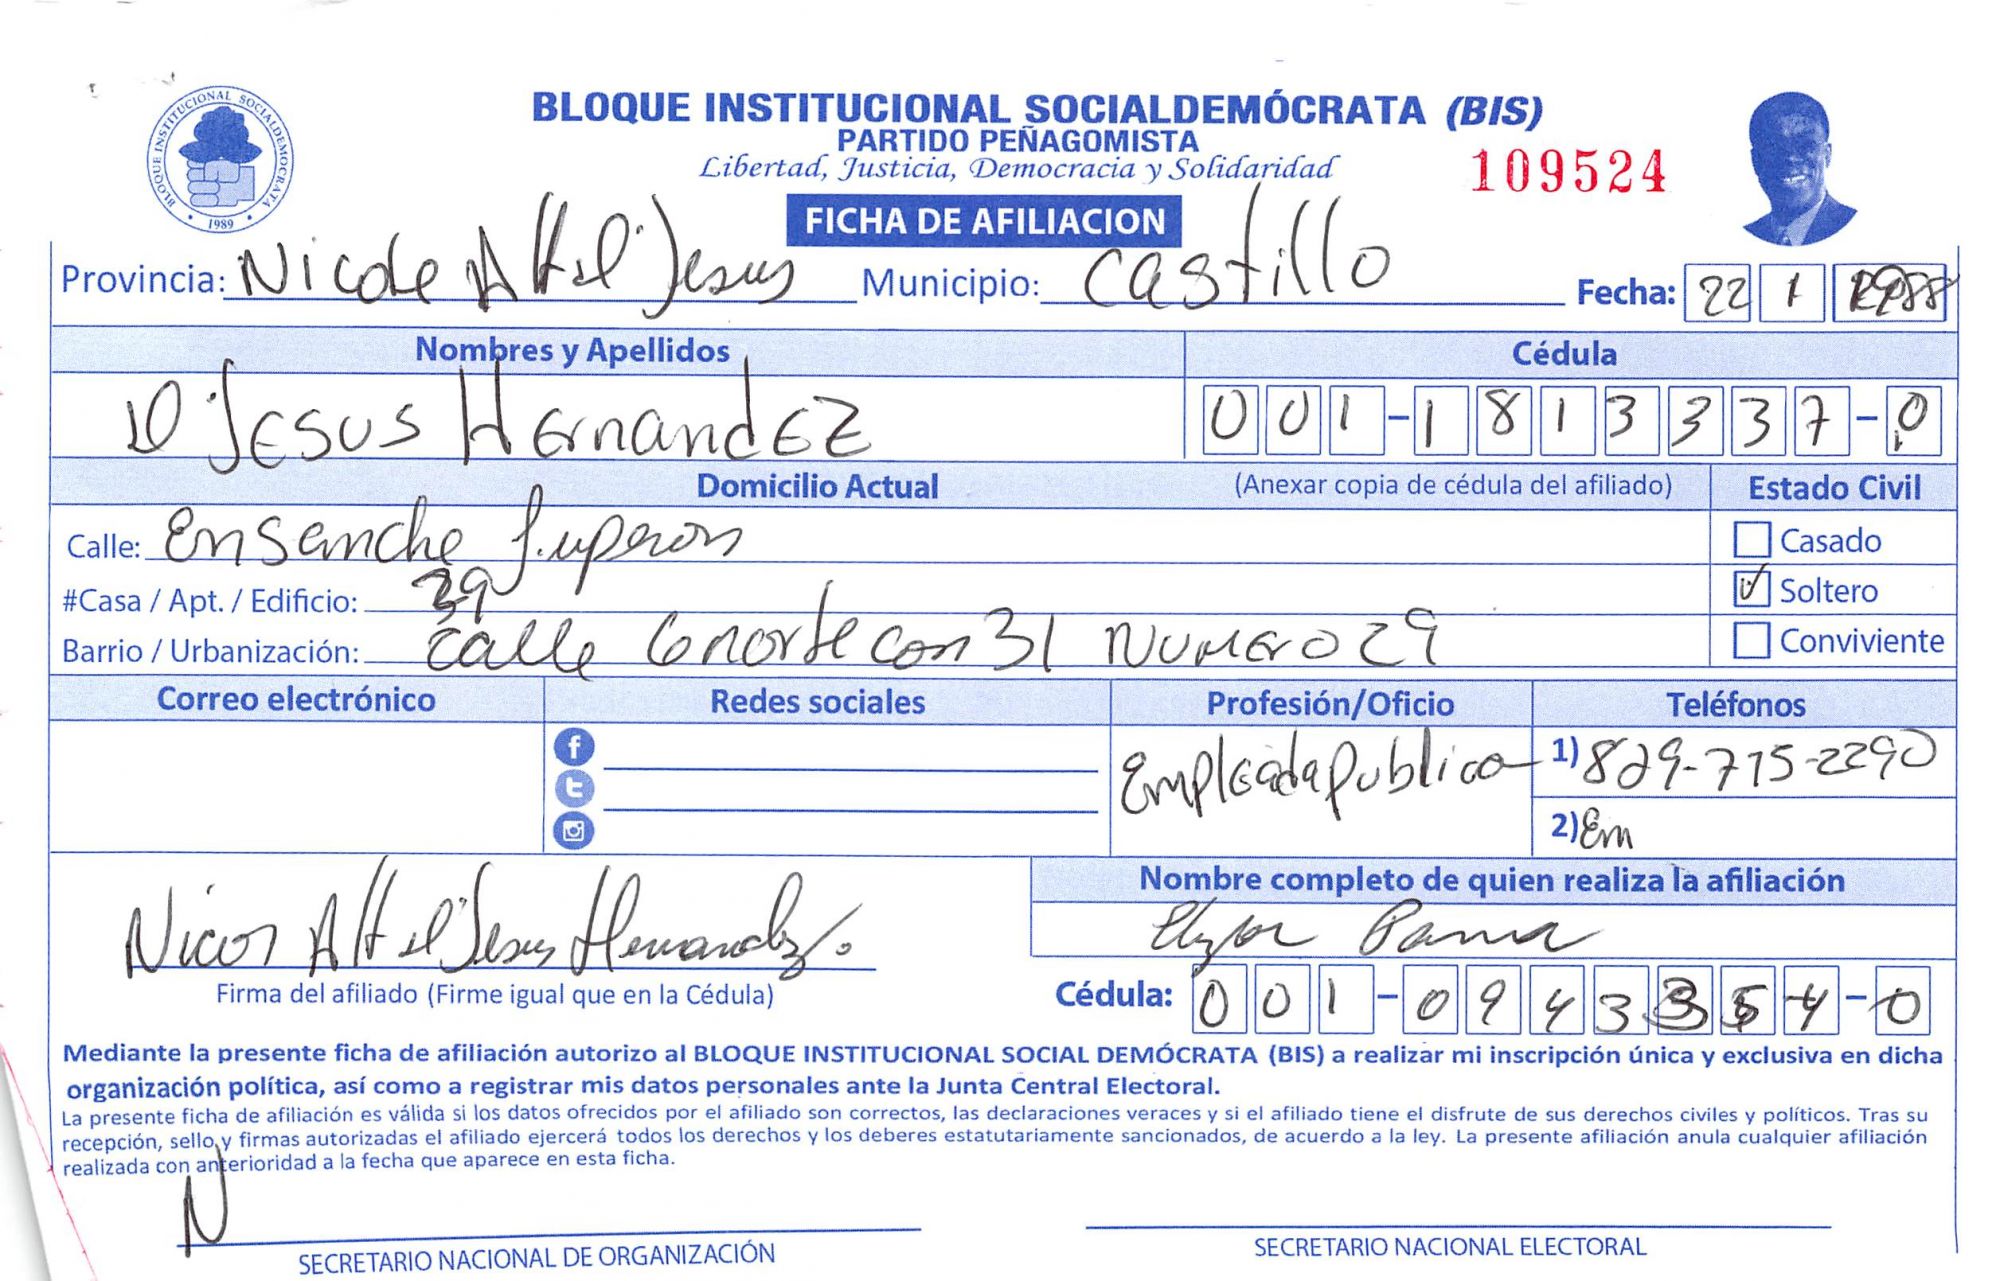 BLOQUE INSTITUCIONAL SOCIALDEMÓCRATA (BIS)
PARTIDO PEÑAGOMISTA
Libertad, Justicia, Democracia y Solidaridad
109524
BLOQUE INSTITUCIONAL SOCIALDEMOCRATA
1989
FICHA DE AFILIACION
Provincia: Nicole Alt D'Jesus Municipio: Castillo Fecha: 22 1 1988
Nombres y Apellidos Cédula
D'JESUS HERNANDEZ 001-1813337-0
Domicilio Actual (Anexar copia de cédula del afiliado) Estado Civil
Calle: Ensanche Luperon Casado
#Casa / Apt. / Edificio: 29 Soltero
Barrio / Urbanización: calle 6 norte con 31 NUMERO 29 Conviviente
Correo electrónico Redes sociales Profesión/Oficio Teléfonos
Empleada publica 1) 829-715-2290
2) Em
Nombre completo de quien realiza la afiliación
D'Jesus Hernandez
Firma del afiliado (Firme igual que en la Cédula) Cédula: 001-0943354-0
Mediante la presente ficha de afiliación autorizo al BLOQUE INSTITUCIONAL SOCIAL DEMÓCRATA (BIS) a realizar mi inscripción única y exclusiva en dicha
organización política, así como a registrar mis datos personales ante la Junta Central Electoral.
La presente ficha de afiliación es válida si los datos ofrecidos por el afiliado son correctos, las declaraciones veraces y si el afiliado tiene el disfrute de sus derechos civiles y políticos. Tras su
recepción, sello y firmas autorizadas el afiliado ejercerá todos los derechos y los deberes estatutariamente sancionados, de acuerdo a la ley. La presente afiliación anula cualquier afiliación
realizada con anterioridad a la fecha que aparece en esta ficha.
N
SECRETARIO NACIONAL DE ORGANIZACIÓN SECRETARIO NACIONAL ELECTORAL